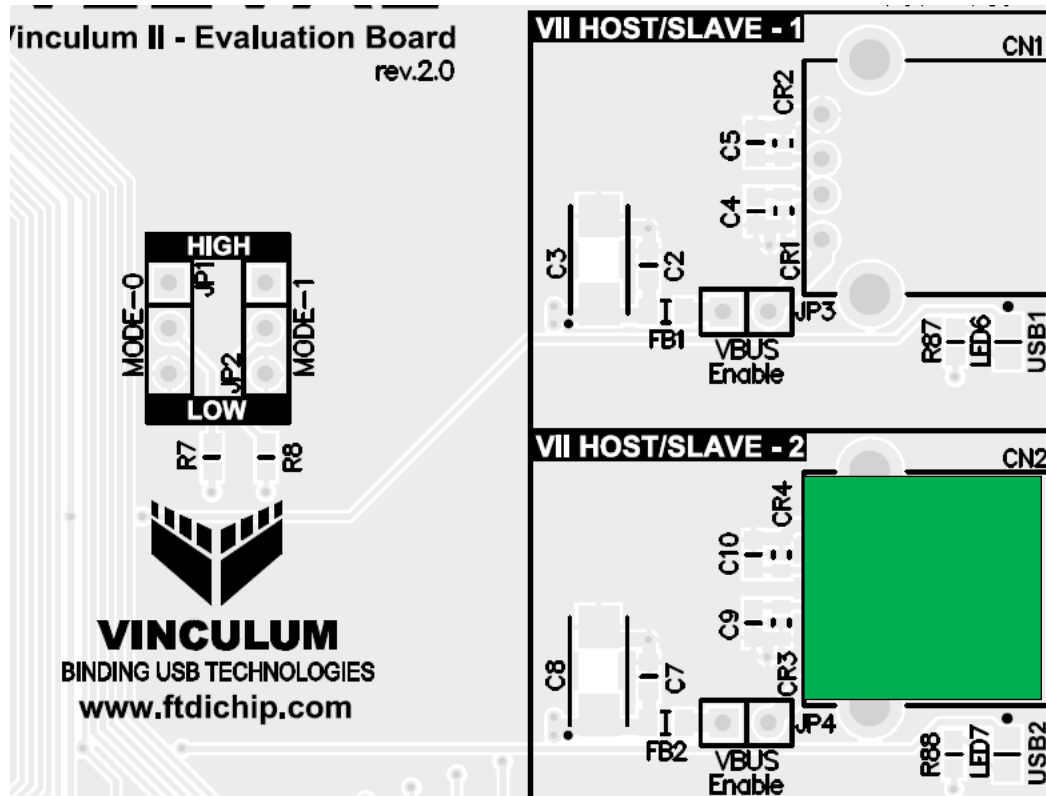 Vinculum II - Evaluation Board
rev.2.0
HIGH
JP1
MODE-0
MODE-1
JP2
LOW
R7
R8
VINCULUM
BINDING USB TECHNOLOGIES
www.ftdichip.com
VII HOST/SLAVE - 1
CN1
CR2
C5
C4
CR1
C3
C2
FB1
JP3
VBUS
Enable
R87
LED6
USB1
VII HOST/SLAVE - 2
CN2
CR4
C10
C9
CR3
C8
C7
FB2
JP4
VBUS
Enable
R88
LED7
USB2